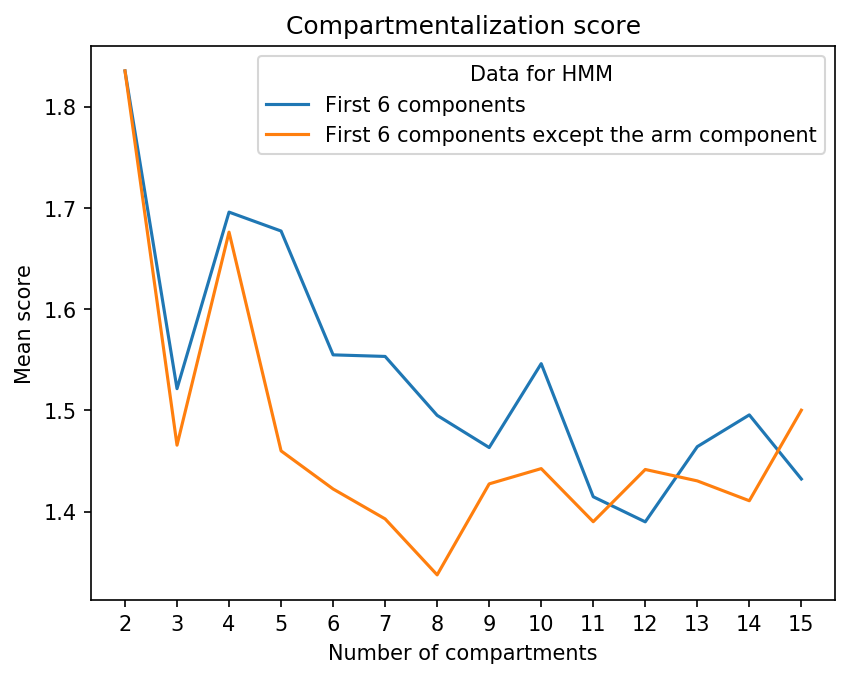 Compartmentalization score
Data for HMM
First 6 components
First 6 components except the arm component
Mean score
1.8
1.7
1.6
1.5
1.4
2 3 4 5 6 7 8 9 10 11 12 13 14 15
Number of compartments